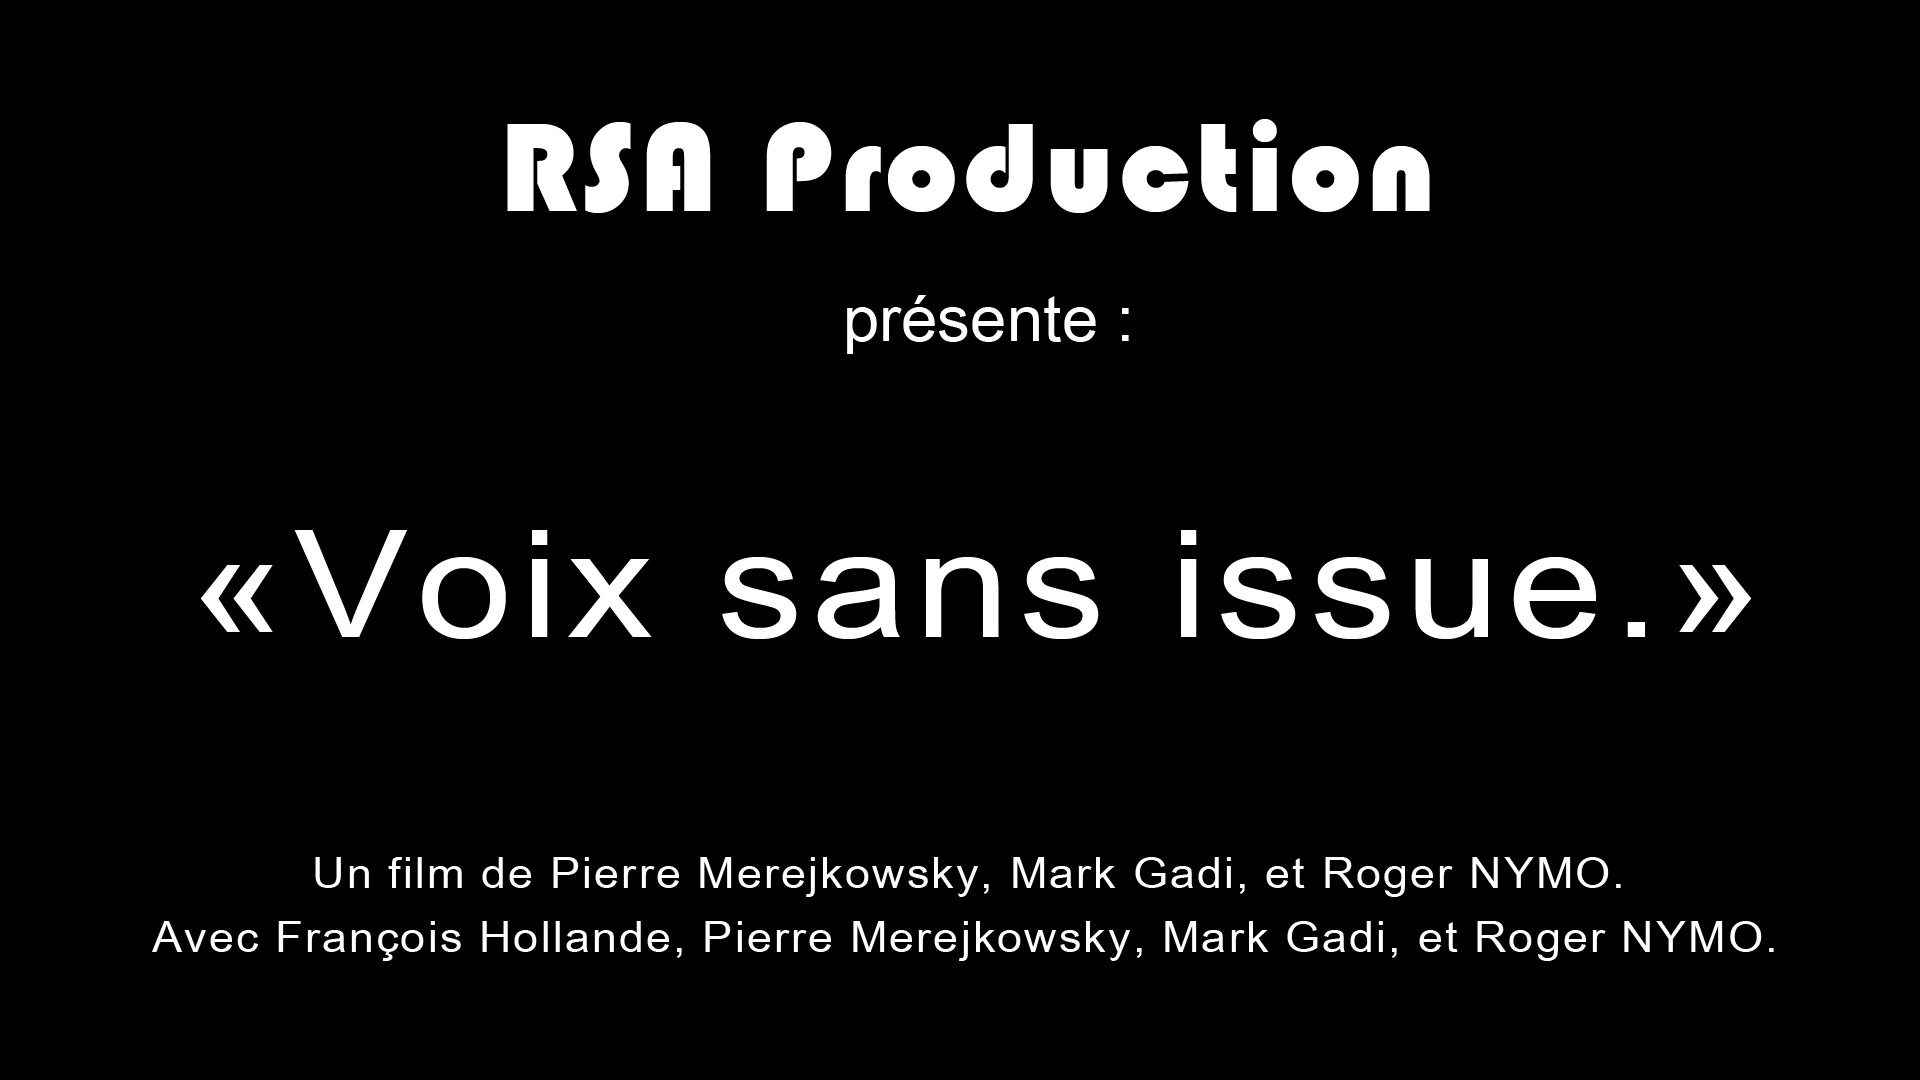 RSA Production
présente :
«Voix sans issue.»
Un film de Pierre Merejkowsky, Mark Gadi, et Roger NYMO.
Avec François Hollande, Pierre Merejkowsky, Mark Gadi, et Roger NYMO.